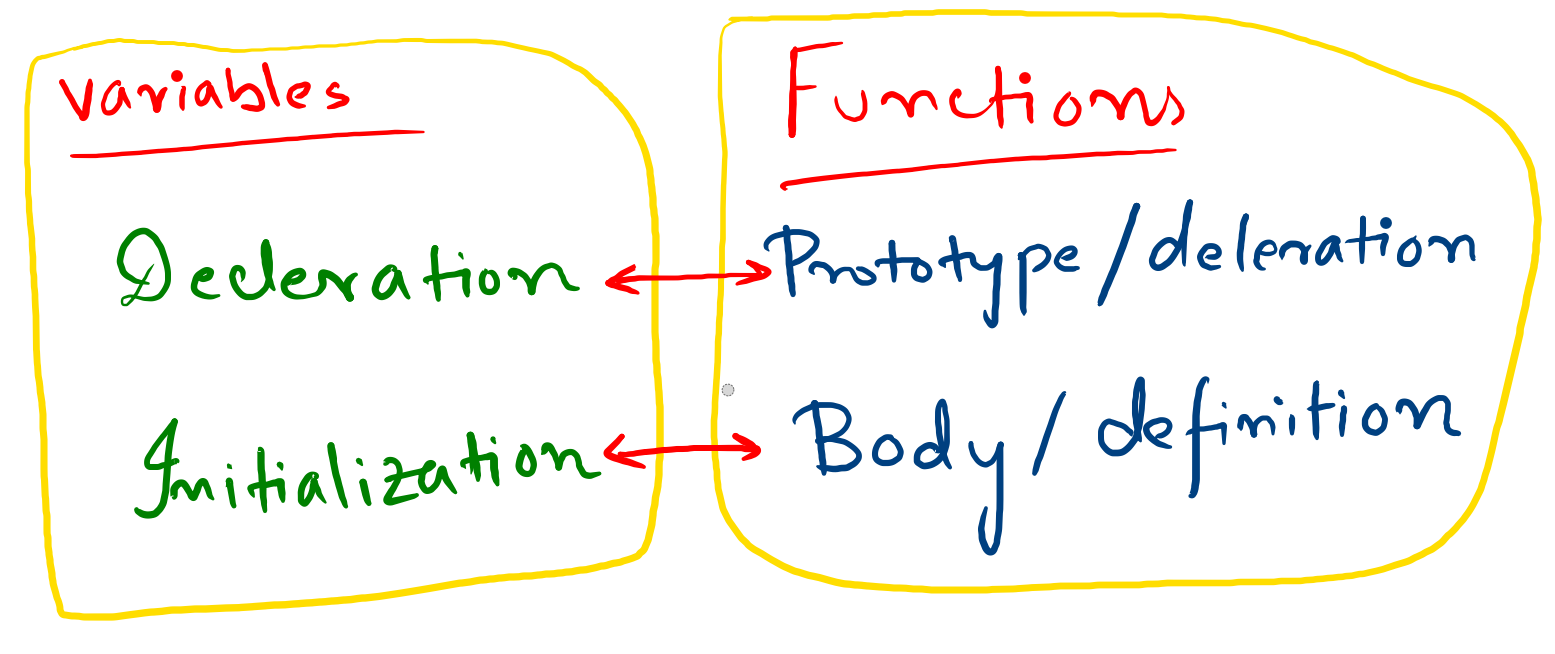 variables
Decleration
Initialization
Functions
Prototype / deleration
Body / definition